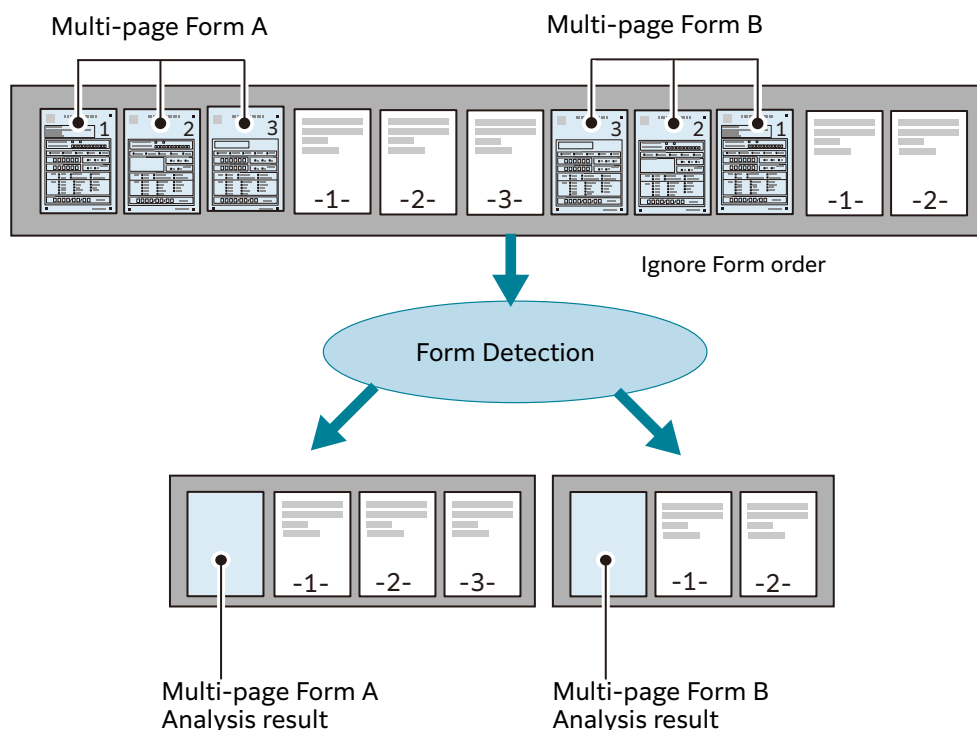 Multi-page Form A
Multi-page Form B
1 2 3 -1- -2- -3- 3 2 1 -1- -2-
Ignore Form order
Form Detection
-1- -2- -3- -1- -2-
Multi-page Form A
Analysis result
Multi-page Form B
Analysis result